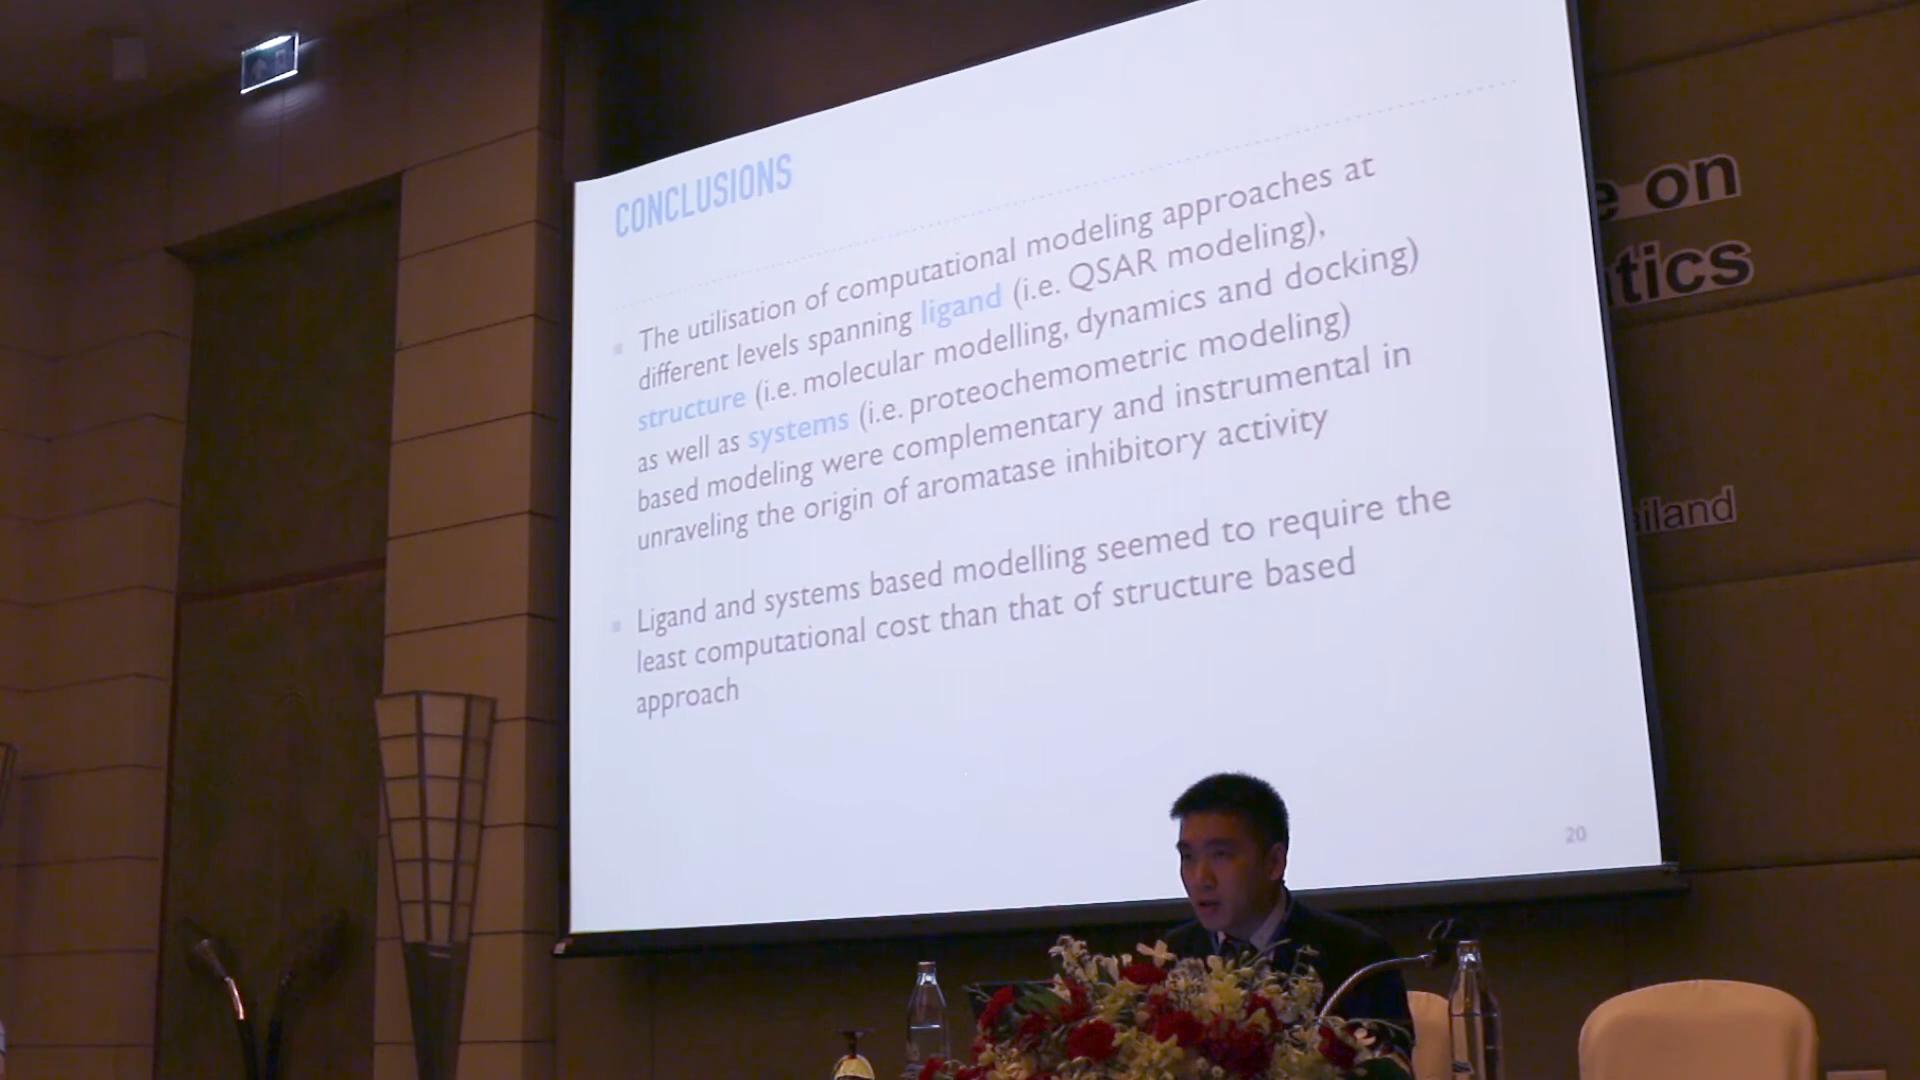 CONCLUSIONS
The utilisation of computational modeling approaches at
different levels spanning ligand (i.e. QSAR modeling),
structure (i.e. molecular modelling, dynamics and docking)
as well as systems (i.e. proteochemometric modeling)
based modeling were complementary and instrumental in
unraveling the origin of aromatase inhibitory activity
Ligand and systems based modelling seemed to require the
least computational cost than that of structure based
approach
20
e on
tics
ailand